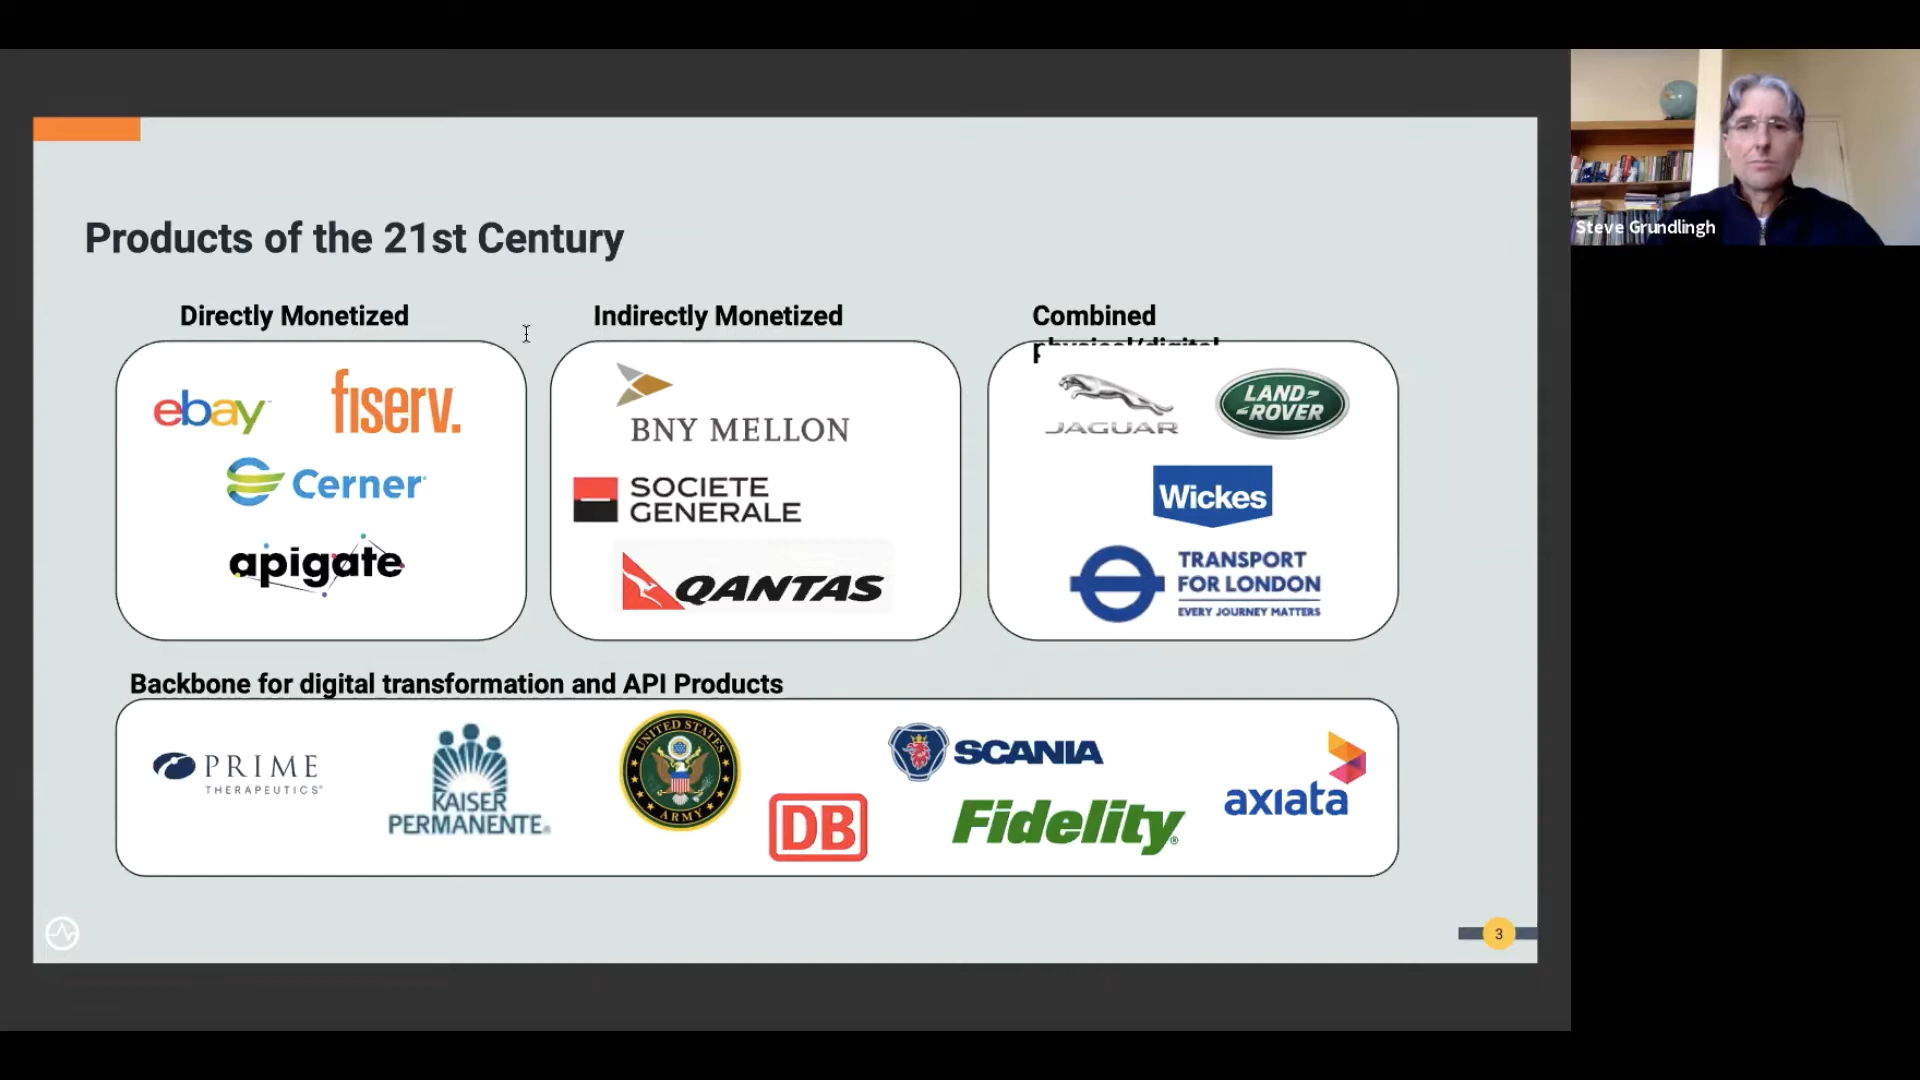 Steve Grundlingh
Products of the 21st Century
Directly Monetized
ebay
fiserv.
Cerner
apigate
Indirectly Monetized
BNY MELLON
SOCIETE
GENERALE
QANTAS
Combined
physical/digital
JAGUAR
LAND
ROVER
Wickes
TRANSPORT
FOR LONDON
EVERY JOURNEY MATTERS
Backbone for digital transformation and API Products
PRIME
THERAPEUTICS
KAISER
PERMANENTE®
UNITED STATES
ARMY
DB
SCANIA
Fidelity®
axiata
3